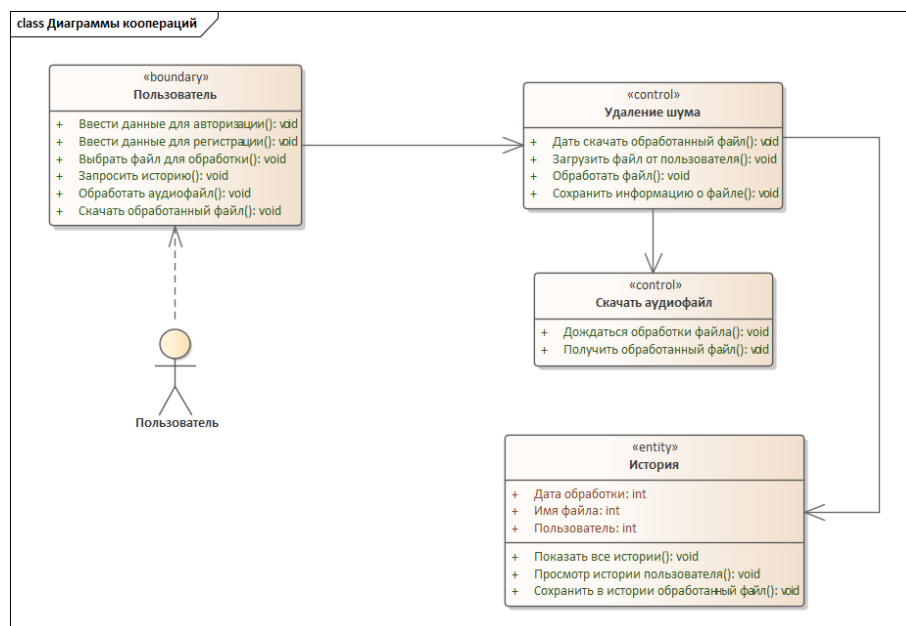 class Диаграммы коопераций
«boundary»
Пользователь
+ Ввести данные для авторизации(): void
+ Ввести данные для регистрации(): void
+ Выбрать файл для обработки(): void
+ Запросить историю(): void
+ Обработать аудиофайл(): void
+ Скачать обработанный файл(): void
«control»
Удаление шума
+ Дать скачать обработанный файл(): void
+ Загрузить файл от пользователя(): void
+ Обработать файл(): void
+ Сохранить информацию о файле(): void
«control»
Скачать аудиофайл
+ Дождаться обработки файла(): void
+ Получить обработанный файл(): void
Пользователь
«entity»
История
+ Дата обработки: int
+ Имя файла: int
+ Пользователь: int
+ Показать все истории(): void
+ Просмотр истории пользователя(): void
+ Сохранить в истории обработанный файл(): void